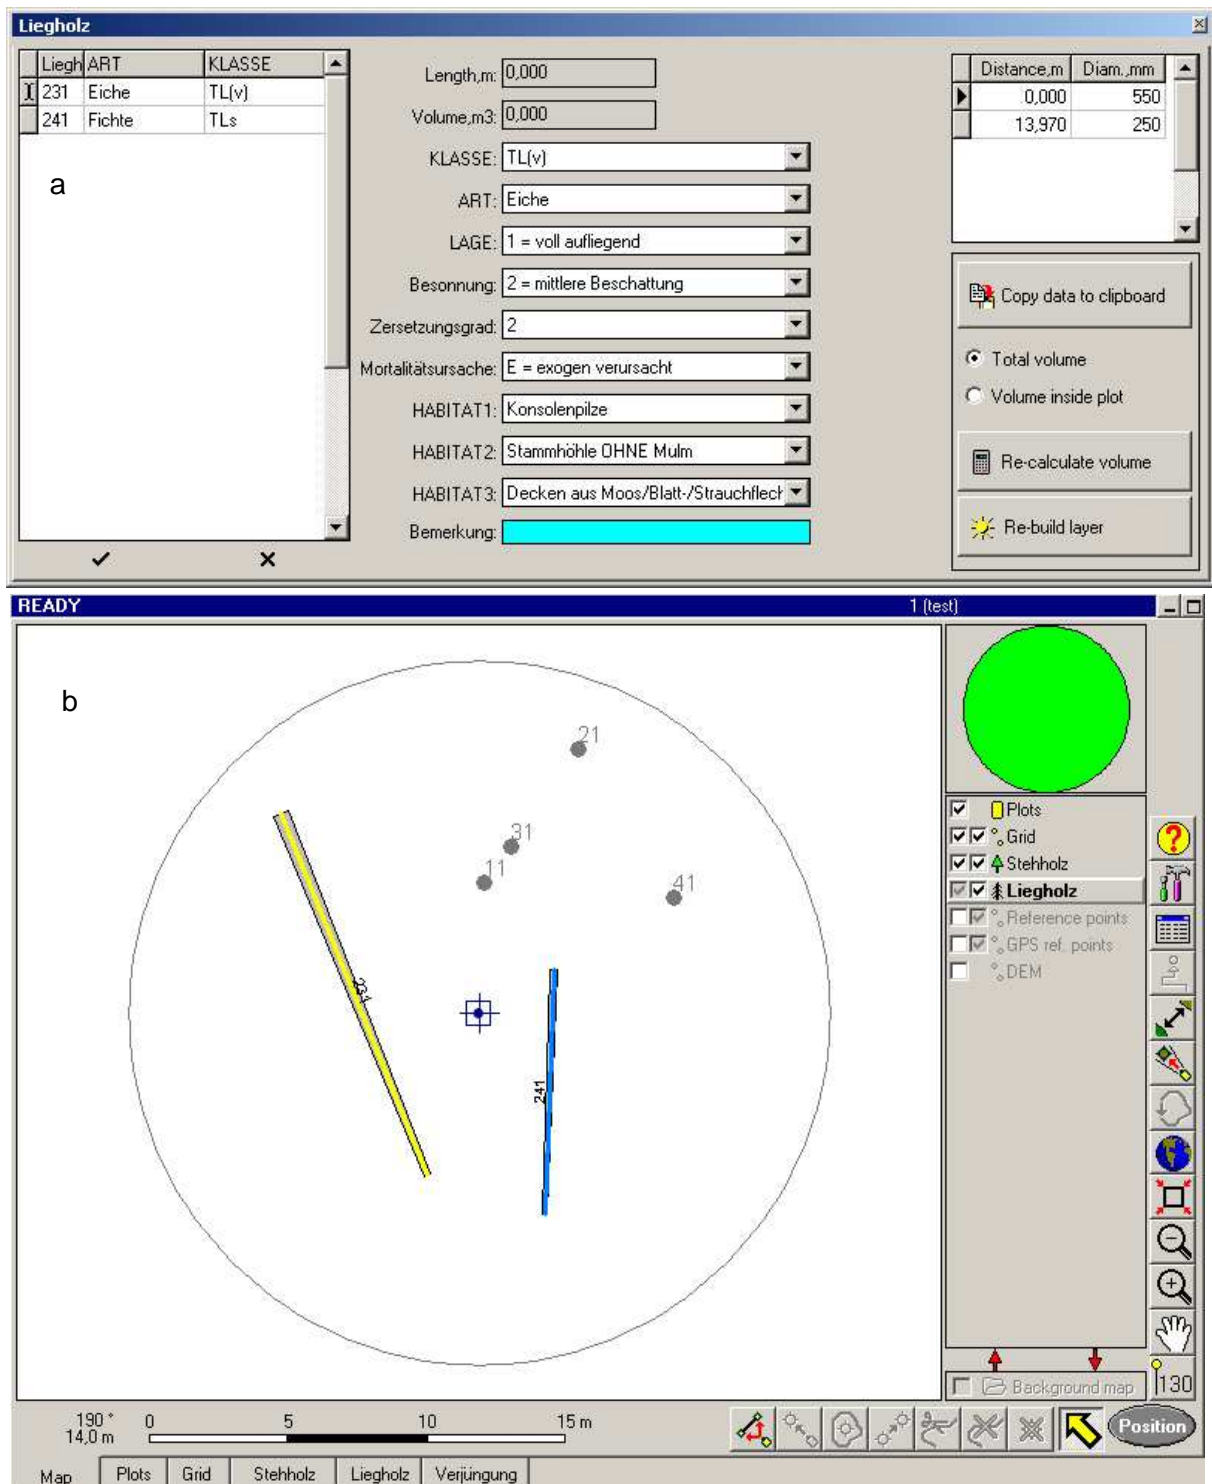 Liegholz
Liegh ART KLASSE
231 Eiche TL(v)
241 Fichte TLs
a
Length,m: 0,000
Volume,m3: 0,000
KLASSE: TL(v)
ART: Eiche
LAGE: 1 = voll aufliegend
Besonnung: 2 = mittlere Beschattung
Zersetzungsgrad: 2
Mortalitätsursache: E = exogen verursacht
HABITAT1: Konsolenpilze
HABITAT2: Stammhöhle OHNE Mulm
HABITAT3: Decken aus Moos/Blatt-/Strauchflech
Bemerkung:
Distance,m Diam.,mm
0,000 550
13,970 250
Copy data to clipboard
Total volume
Volume inside plot
Re-calculate volume
Re-build layer
READY 1 (test)
b
21
31
11
41
231
241
Plots
Grid
Stehholz
Liegholz
Reference points
GPS ref. points
DEM
Background map
130
190 °
14,0 m
0 5 10 15 m
Position
Map Plots Grid Stehholz Liegholz Verjüngung